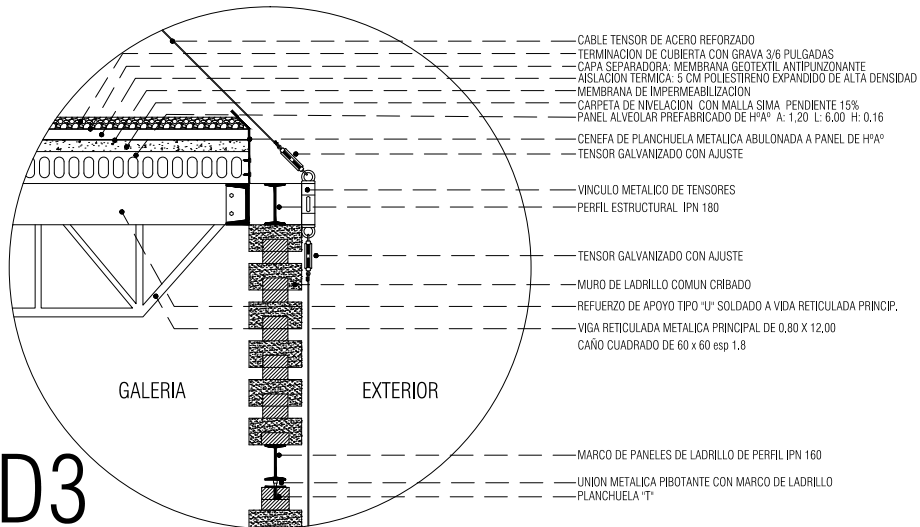 CABLE TENSOR DE ACERO REFORZADO
TERMINACION DE CUBIERTA CON GRAVA 3/6 PULGADAS
CAPA SEPARADORA: MEMBRANA GEOTEXTIL ANTIPUNZONANTE
AISLACION TERMICA: 5 CM POLIESTIRENO EXPANDIDO DE ALTA DENSIDAD
MEMBRANA DE IMPERMEABILIZACION
CARPETA DE NIVELACION CON MALLA SIMA PENDIENTE 15%
PANEL ALVEOLAR PREFABRICADO DE HºAº A: 1,20 L: 6.00 H: 0.16
CENEFA DE PLANCHUELA METALICA ABULONADA A PANEL DE HºAº
TENSOR GALVANIZADO CON AJUSTE
VINCULO METALICO DE TENSORES
PERFIL ESTRUCTURAL IPN 180
TENSOR GALVANIZADO CON AJUSTE
MURO DE LADRILLO COMUN CRIBADO
REFUERZO DE APOYO TIPO "U" SOLDADO A VIDA RETICULADA PRINCIP.
VIGA RETICULADA METALICA PRINCIPAL DE 0,80 X 12,00
CAÑO CUADRADO DE 60 x 60 esp 1.8
GALERIA
EXTERIOR
MARCO DE PANELES DE LADRILLO DE PERFIL IPN 160
UNION METALICA PIBOTANTE CON MARCO DE LADRILLO
PLANCHUELA "T"
D3